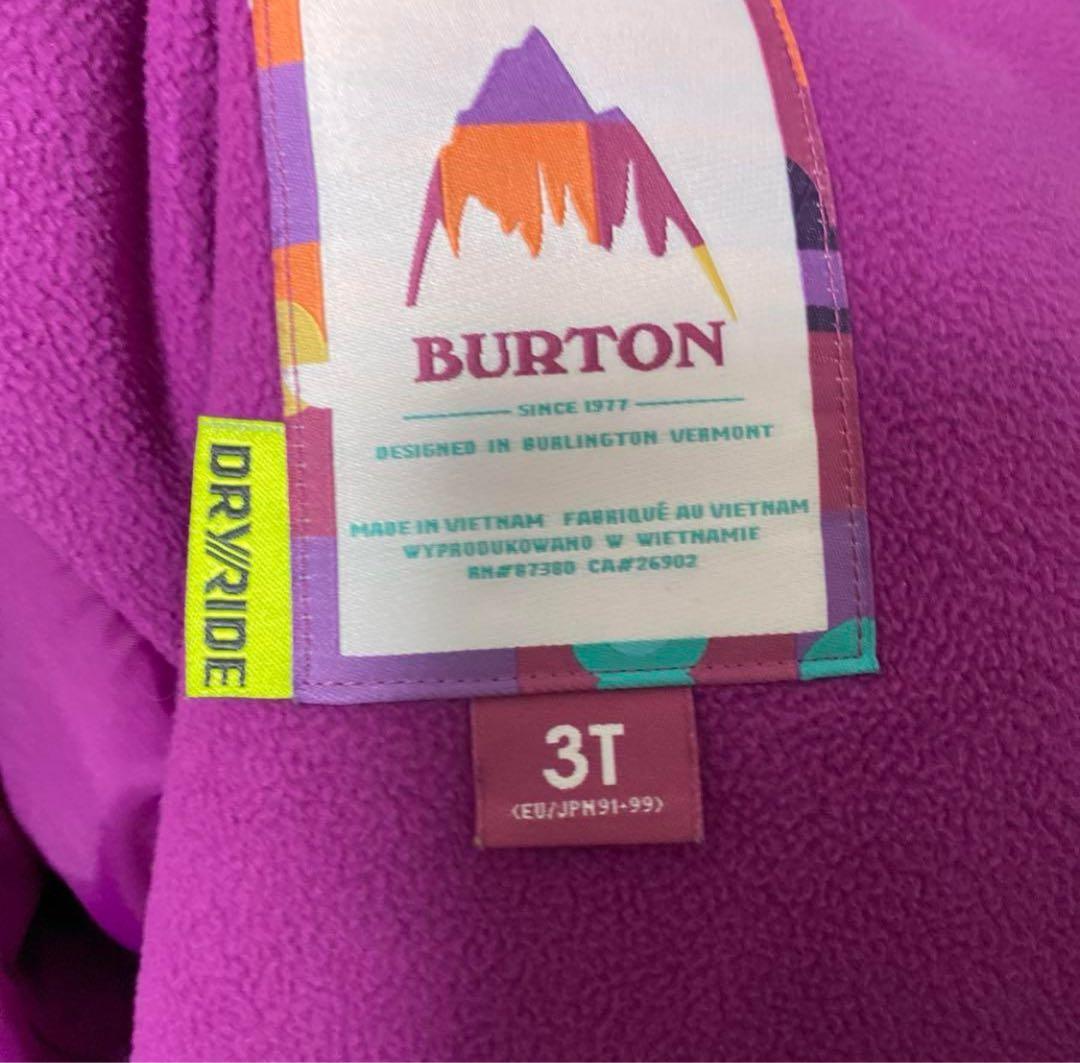 BURTON
SINCE 1977
DESIGNED IN BURLINGTON VERMONT
MADE IN VIETNAM FABRIQUÉ AU VIETNAM
WYPRODUKOWANO W WIETNAMIE
RN#87380 CA#26902
DRY//RIDE
3T
(EU/JPN91-99)